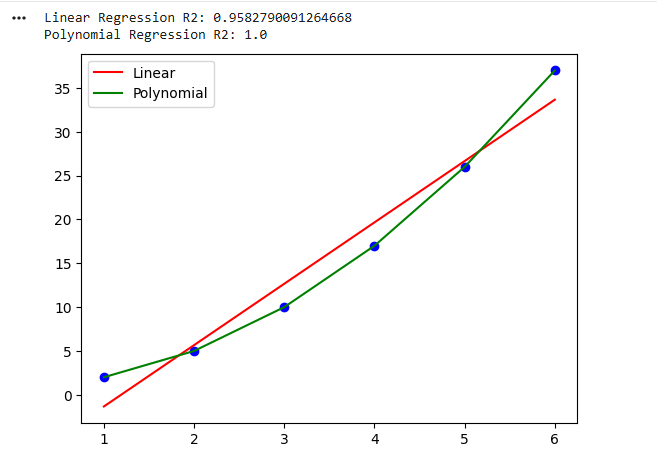 Linear Regression R2: 0.9582790091264668
Polynomial Regression R2: 1.0
Linear
Polynomial
35
30
25
20
15
10
5
0
1 2 3 4 5 6